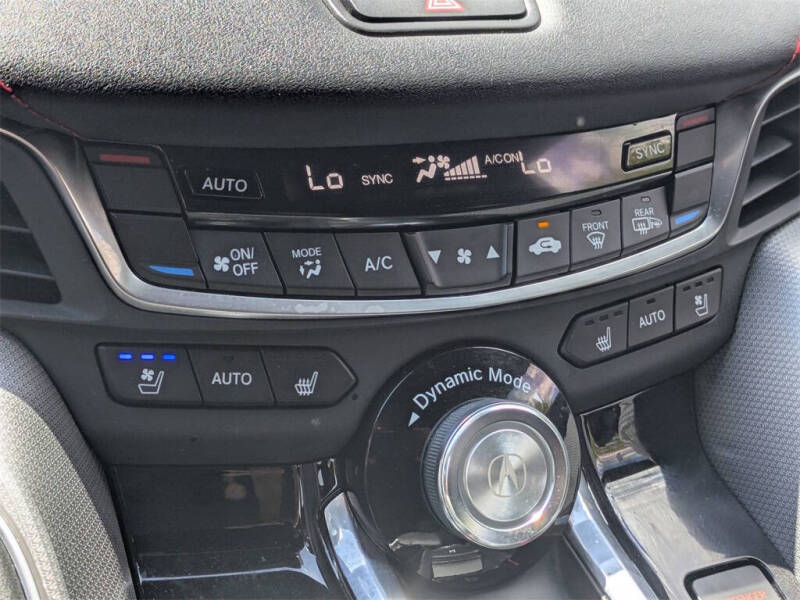 AUTO
Lo SYNC A/CON Lo
SYNC
ON/
OFF
MODE
A/C
FRONT
REAR
AUTO
AUTO
Dynamic Mode